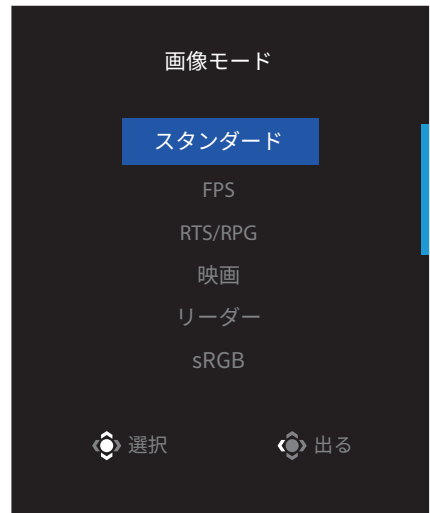 画像モード
スタンダード
FPS
RTS/RPG
映画
リーダー
sRGB
選択 出る